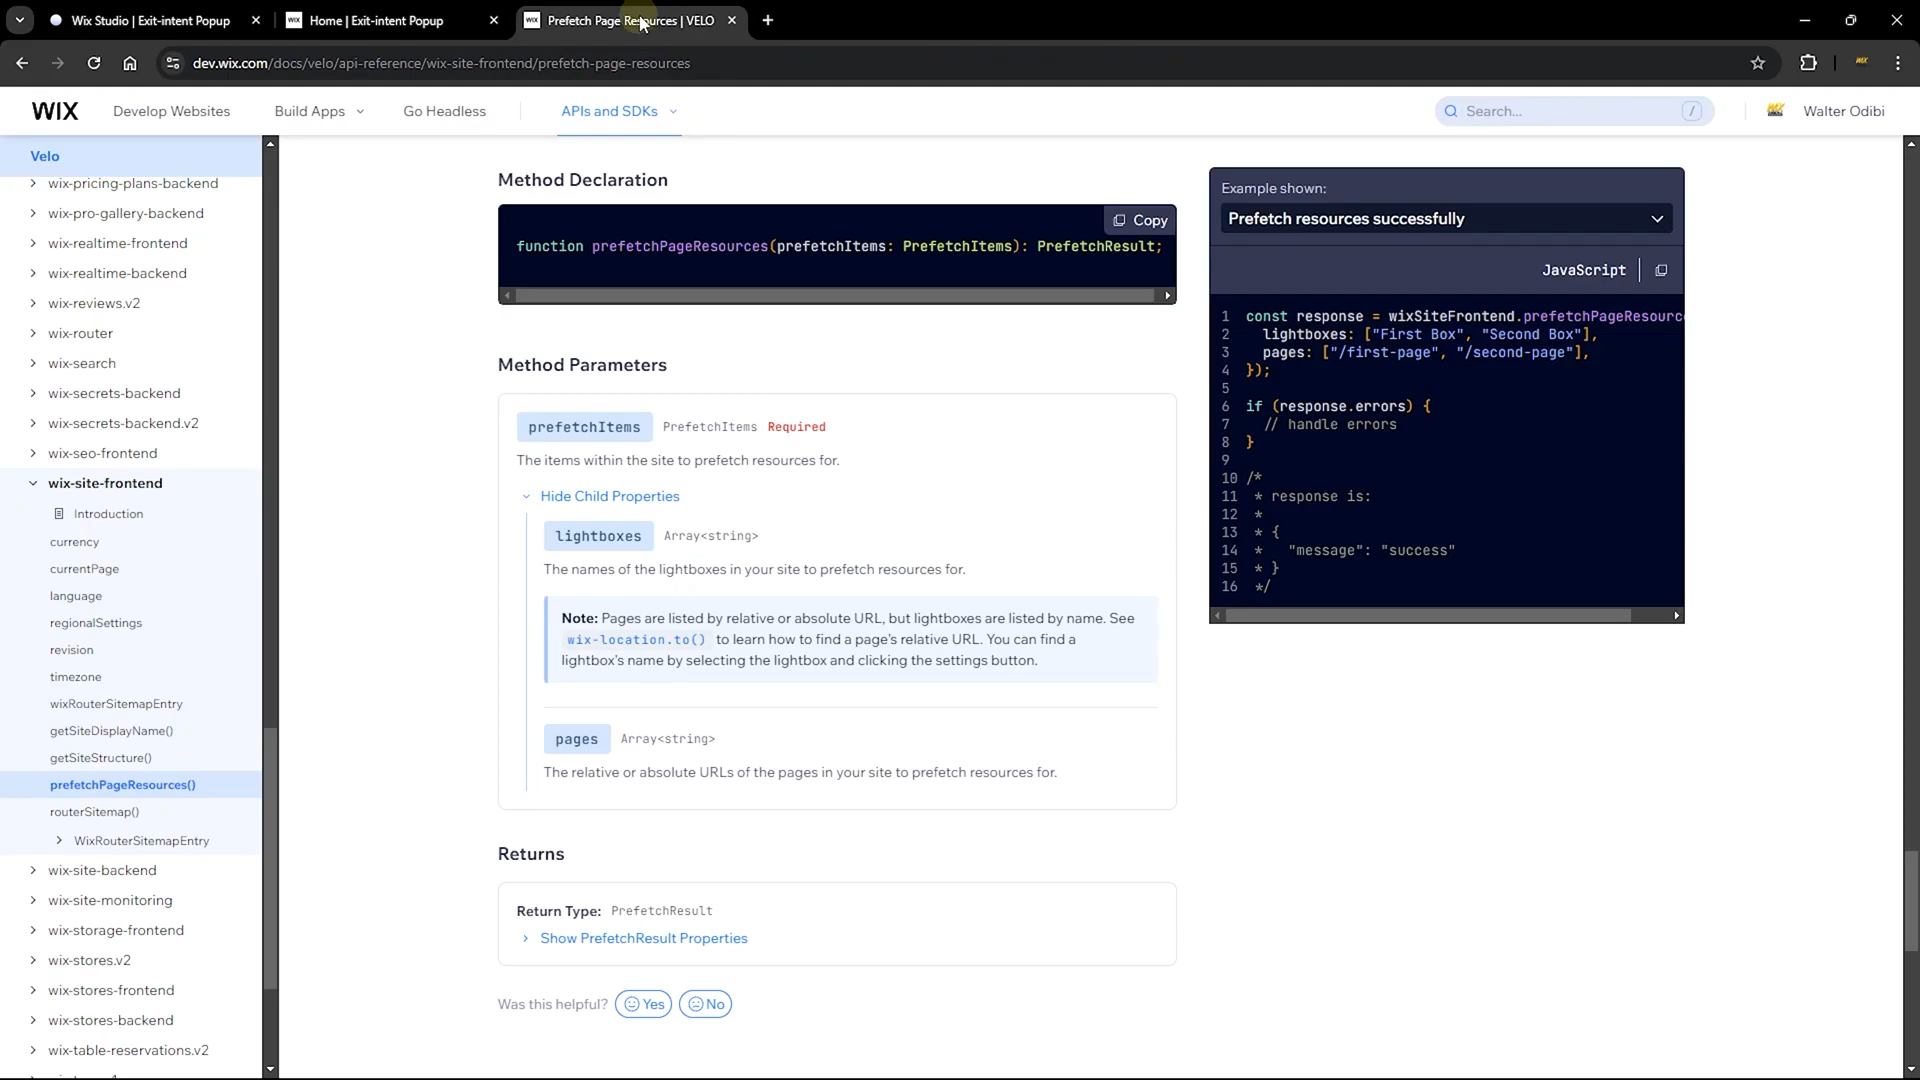 Wix Studio | Exit-intent Popup
Home | Exit-intent Popup
Prefetch Page Resources | VELO
dev.wix.com/docs/velo/api-reference/wix-site-frontend/prefetch-page-resources
WIX
Develop Websites
Build Apps
Go Headless
APIs and SDKs
Search...
/
Walter Odibi
Velo
wix-pricing-plans-backend
wix-pro-gallery-backend
wix-realtime-frontend
wix-realtime-backend
wix-reviews.v2
wix-router
wix-search
wix-secrets-backend
wix-secrets-backend.v2
wix-seo-frontend
wix-site-frontend
Introduction
currency
currentPage
language
regionalSettings
revision
timezone
wixRouterSitemapEntry
getSiteDisplayName()
getSiteStructure()
prefetchPageResources()
routerSitemap()
WixRouterSitemapEntry
wix-site-backend
wix-site-monitoring
wix-storage-frontend
wix-stores.v2
wix-stores-frontend
wix-stores-backend
wix-table-reservations.v2
Method Declaration
Copy
function prefetchPageResources(prefetchItems: PrefetchItems): PrefetchResult;
Method Parameters
prefetchItems PrefetchItems Required
The items within the site to prefetch resources for.
Hide Child Properties
lightboxes Array<string>
The names of the lightboxes in your site to prefetch resources for.
Note: Pages are listed by relative or absolute URL, but lightboxes are listed by name. See
wix-location.to() to learn how to find a page's relative URL. You can find a
lightbox's name by selecting the lightbox and clicking the settings button.
pages Array<string>
The relative or absolute URLs of the pages in your site to prefetch resources for.
Returns
Return Type: PrefetchResult
Show PrefetchResult Properties
Was this helpful? Yes No
Example shown:
Prefetch resources successfully
JavaScript
1 const response = wixSiteFrontend.prefetchPageResourc
2 lightboxes: ["First Box", "Second Box"],
3 pages: ["/first-page", "/second-page"],
4 });
5
6 if (response.errors) {
7 // handle errors
8 }
9
10 /*
11 * response is:
12 *
13 * {
14 * "message": "success"
15 * }
16 */